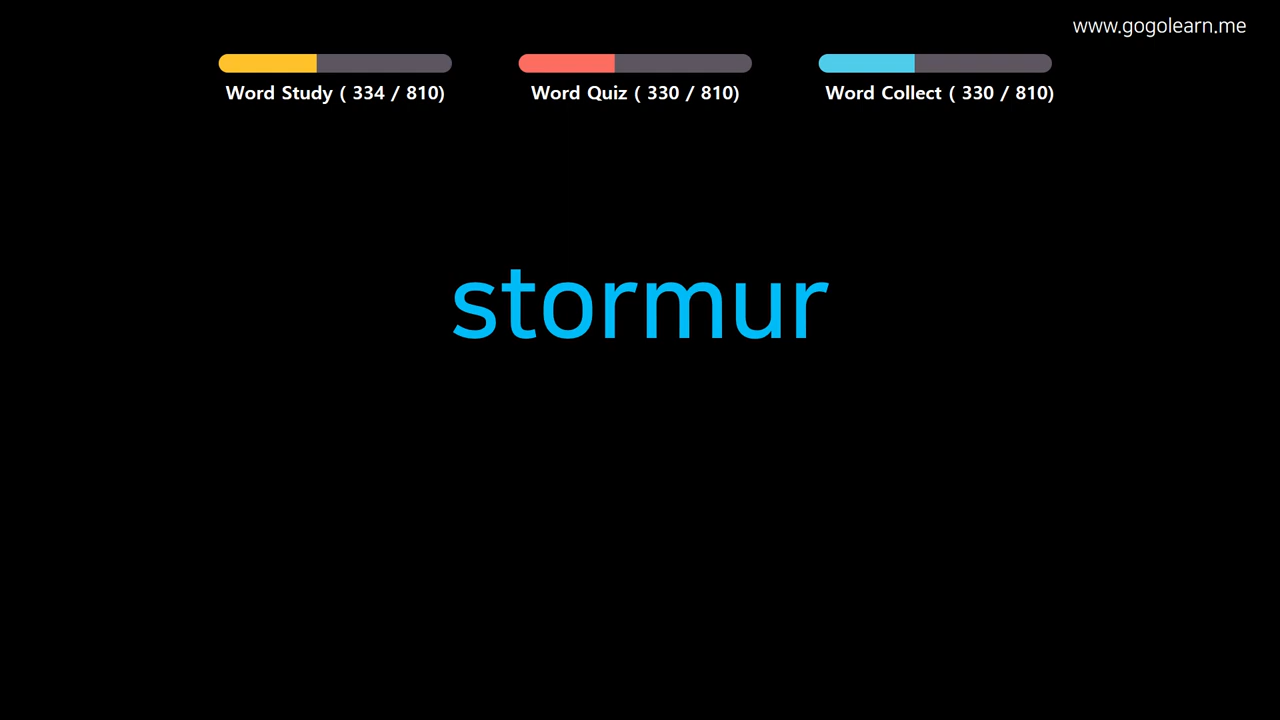 www.gogolearn.me
Word Study ( 334 / 810)
Word Quiz ( 330 / 810)
Word Collect ( 330 / 810)
stormur